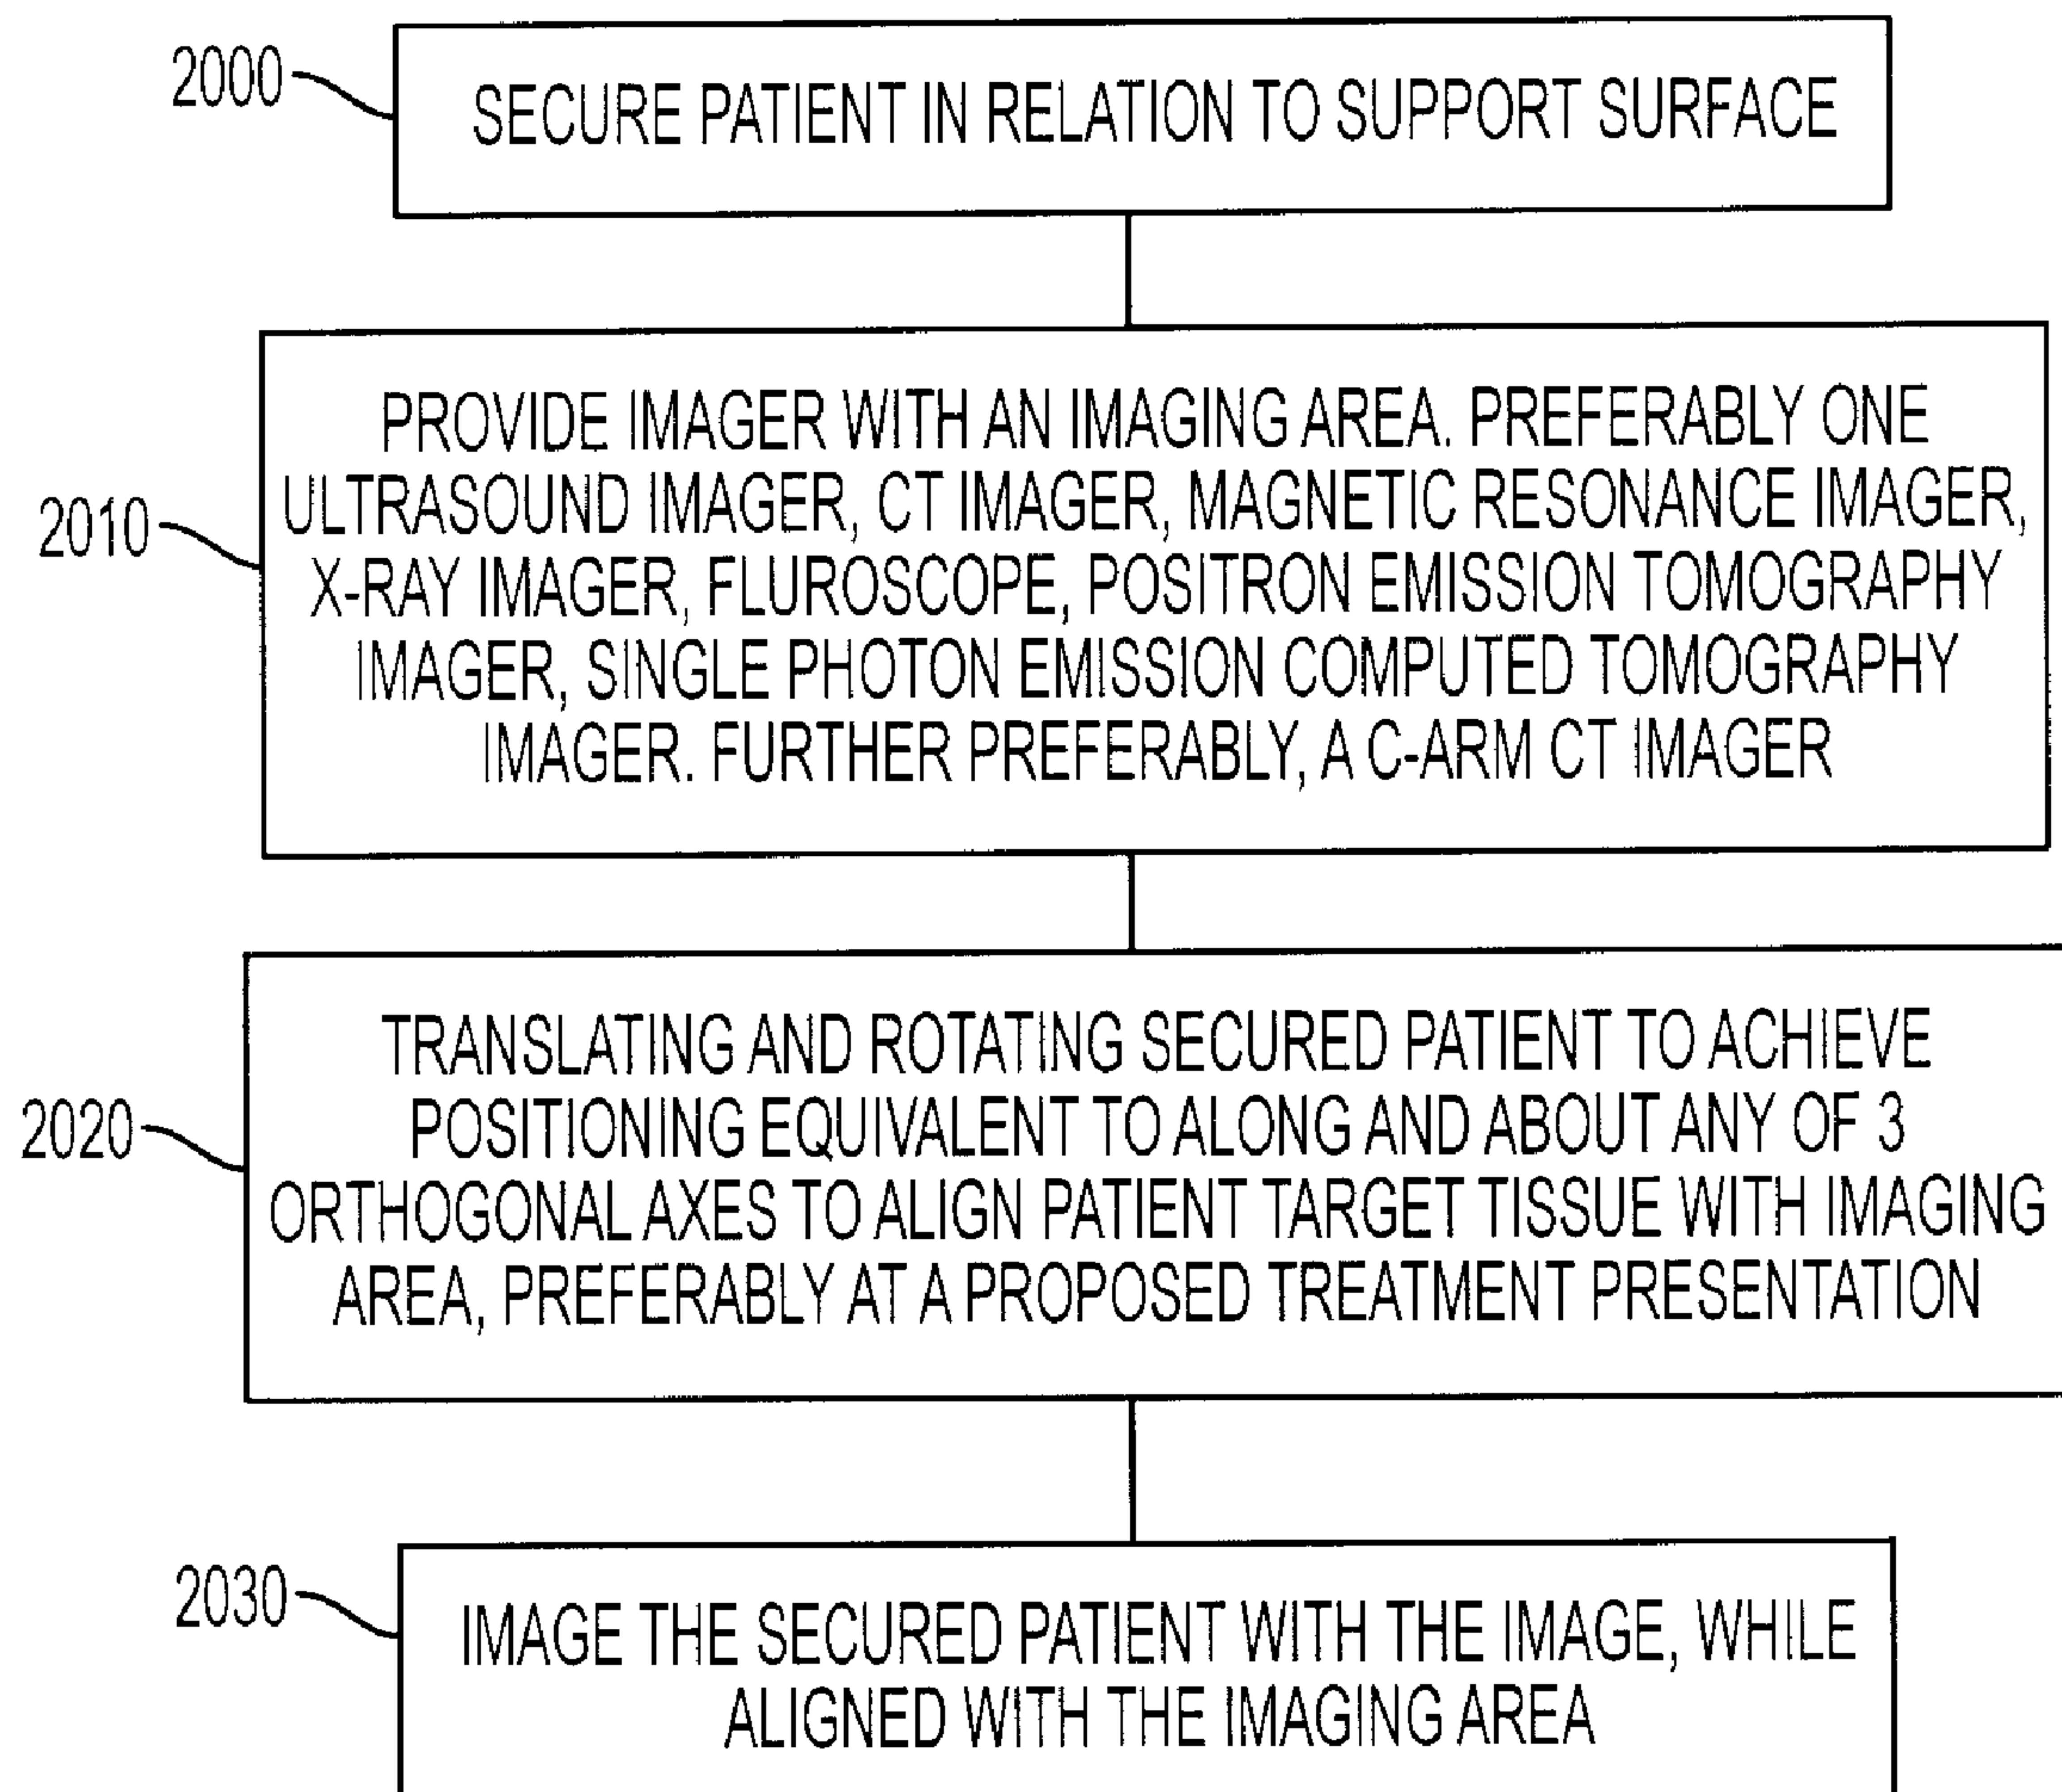 2000
SECURE PATIENT IN RELATION TO SUPPORT SURFACE
2010
PROVIDE IMAGER WITH AN IMAGING AREA. PREFERABLY ONE
ULTRASOUND IMAGER, CT IMAGER, MAGNETIC RESONANCE IMAGER,
X-RAY IMAGER, FLUROSCOPE, POSITRON EMISSION TOMOGRAPHY
IMAGER, SINGLE PHOTON EMISSION COMPUTED TOMOGRAPHY
IMAGER. FURTHER PREFERABLY, A C-ARM CT IMAGER
2020
TRANSLATING AND ROTATING SECURED PATIENT TO ACHIEVE
POSITIONING EQUIVALENT TO ALONG AND ABOUT ANY OF 3
ORTHOGONAL AXES TO ALIGN PATIENT TARGET TISSUE WITH IMAGING
AREA, PREFERABLY AT A PROPOSED TREATMENT PRESENTATION
2030
IMAGE THE SECURED PATIENT WITH THE IMAGE, WHILE
ALIGNED WITH THE IMAGING AREA